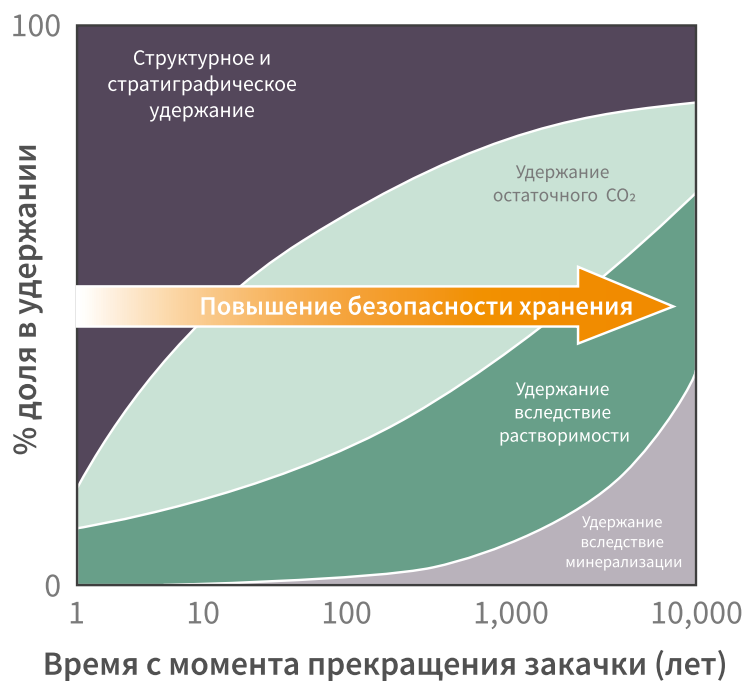 100
Структурное и
стратиграфическое
удержание
Удержание
остаточного CO₂
% доля в удержании
Повышение безопасности хранения
Удержание
вследствие
растворимости
Удержание
вследствие
минерализации
0
1 10 100 1,000 10,000
Время с момента прекращения закачки (лет)